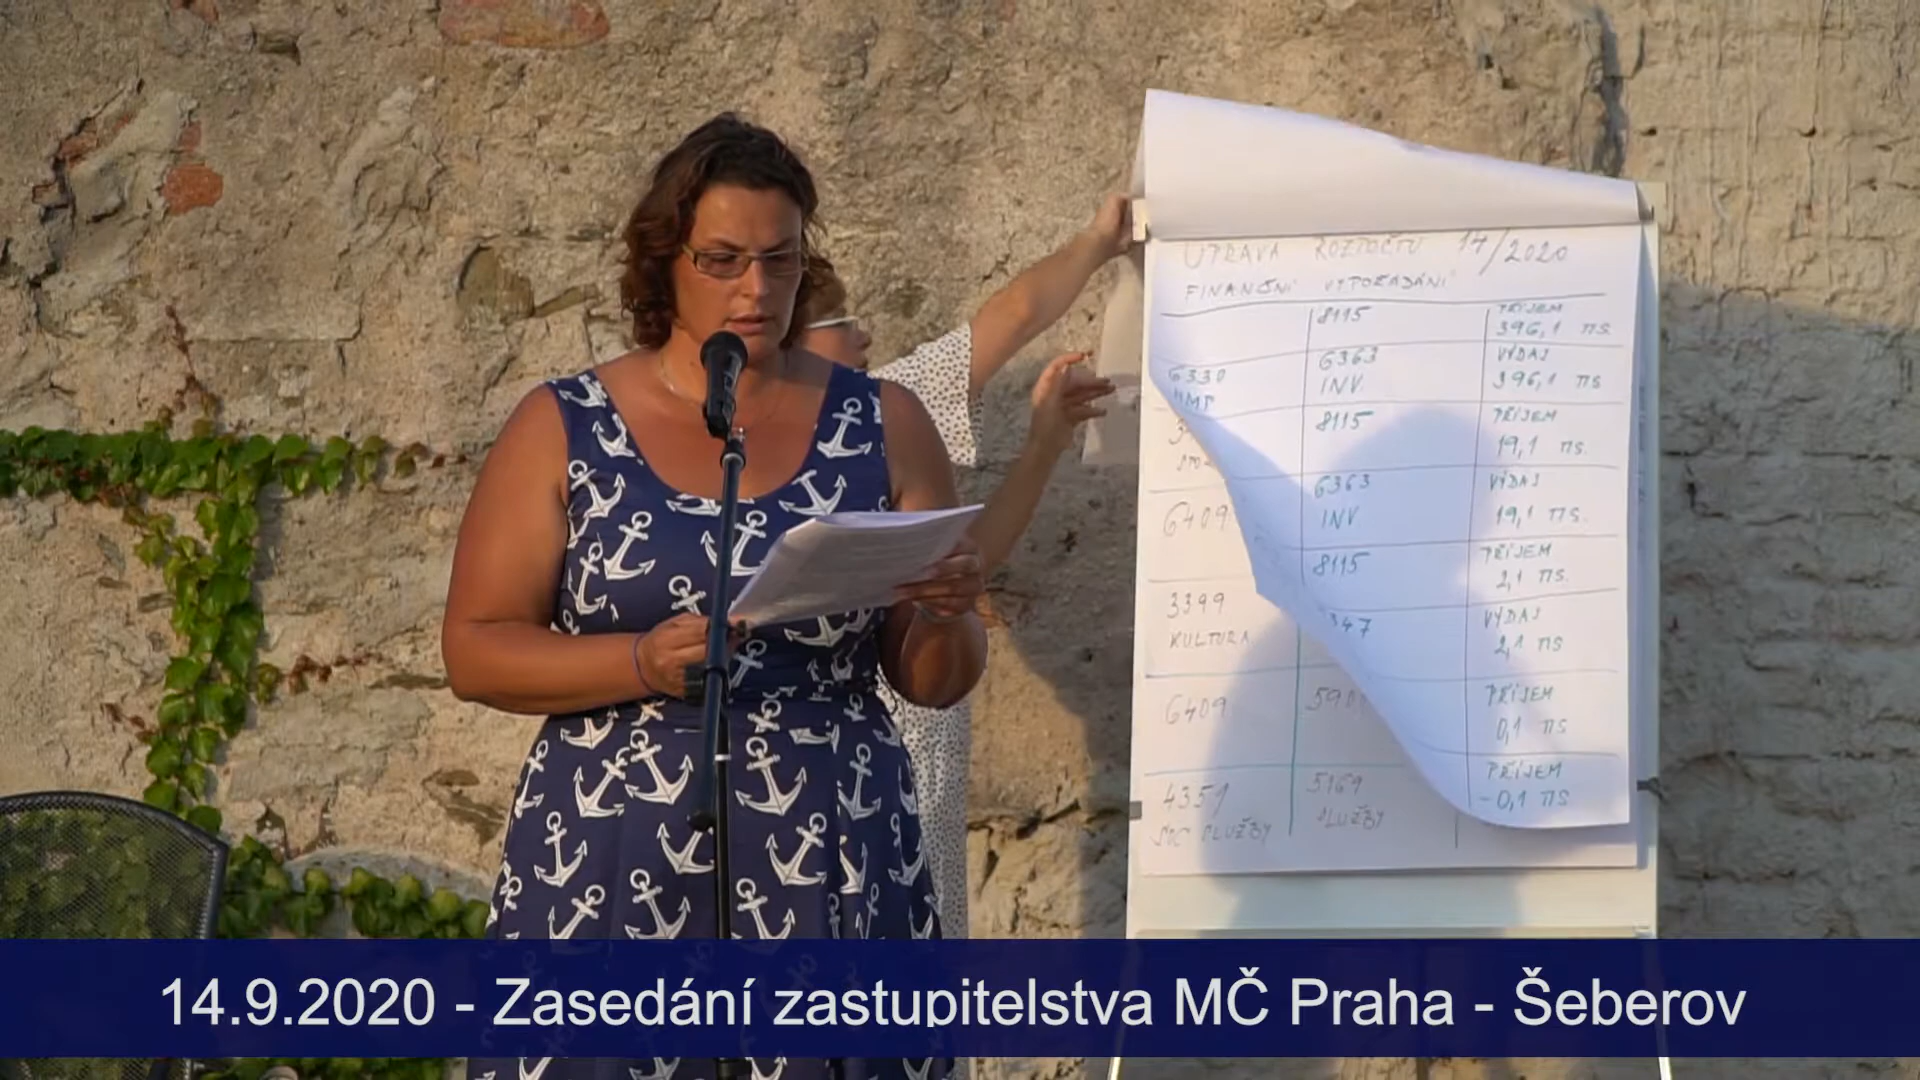 ÚPRAVA ROZPOČTU 14/2020
FINANČNÍ VYPOŘÁDÁNÍ
8115 PŘÍJEM
396,1 TIS.
6330 6363 VÝDAJ
HMP INV 396,1 TIS
8115 PŘÍJEM
19,1 TIS.
6409 6363 VÝDAJ
INV 19,1 TIS.
8115 PŘÍJEM
2,1 TIS.
3399 VÝDAJ
KULTURA 2,1 TIS
6409 PŘÍJEM
0,1 TIS
4351 5169 PŘÍJEM
SOC SLUŽBY SLUŽBY -0,1 TIS
14.9.2020 - Zasedání zastupitelstva MČ Praha - Šeberov